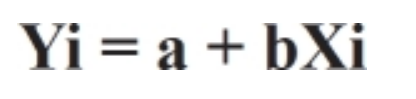 Yi = a + bXi